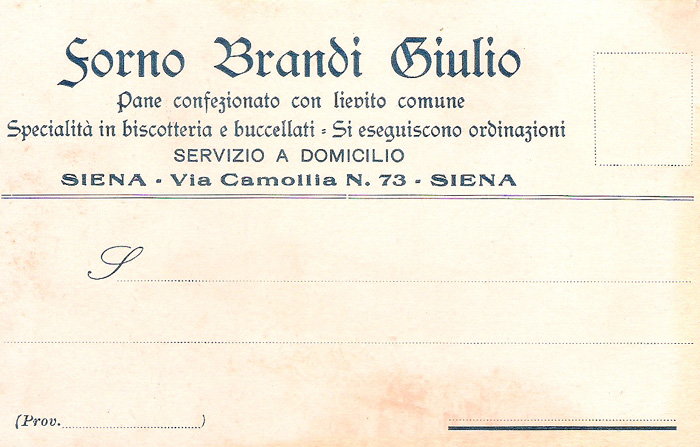 Forno Brandi Giulio
Pane confezionato con lievito comune
Specialità in biscotteria e buccellati - Si eseguiscono ordinazioni
SERVIZIO A DOMICILIO
SIENA - Via Camollia N. 73 - SIENA
S
(Prov. )